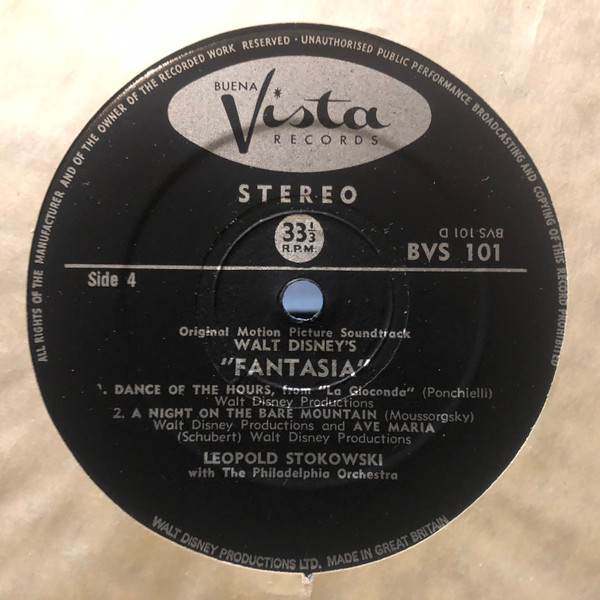 ALL RIGHTS OF THE MANUFACTURER AND OF THE OWNER OF THE RECORDED WORK RESERVED · UNAUTHORISED PUBLIC PERFORMANCE BROADCASTING AND COPYING OF THIS RECORD PROHIBITED
BUENA
Vista
RECORDS
STEREO
33 1/3
R.P.M.
BVS 101 D
BVS 101
Side 4
Original Motion Picture Soundtrack
WALT DISNEY'S
"FANTASIA"
1. DANCE OF THE HOURS, from "La Gioconda" (Ponchielli)
Walt Disney Productions
2. A NIGHT ON THE BARE MOUNTAIN (Moussorgsky)
Walt Disney Productions and AVE MARIA
(Schubert) Walt Disney Productions
LEOPOLD STOKOWSKI
with The Philadelphia Orchestra
WALT DISNEY PRODUCTIONS LTD. MADE IN GREAT BRITAIN